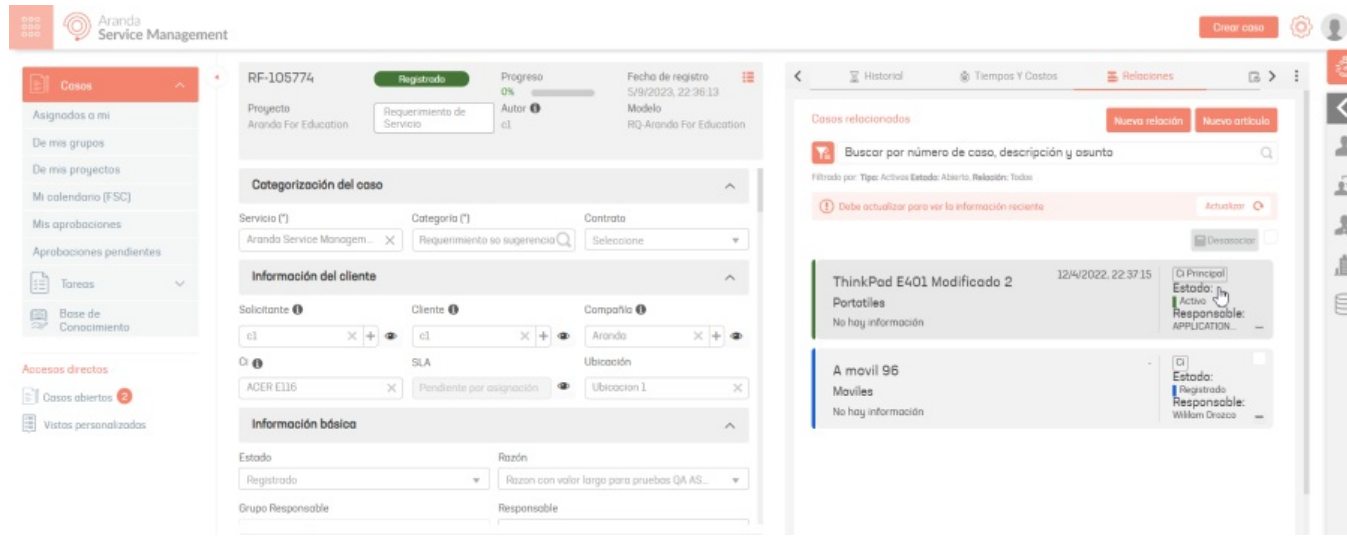 Aranda
Service Management
Crear caso
Casos
Asignados a mi
De mis grupos
De mis proyectos
Mi calendario (FSC)
Mis aprobaciones
Aprobaciones pendientes
Tareas
Base de
Conocimiento
Accesos directos
Casos abiertos 2
Vistas personalizadas
RF-105774
Registrado
Progreso
0%
Fecha de registro
5/9/2023, 22:36:13
Proyecto
Aranda For Education
Requerimiento de
Servicio
Autor
c1
Modelo
RQ-Aranda For Education
Categorización del caso
Servicio (*)
Categoría (*)
Contrato
Aranda Service Managem...
Requerimiento so sugerencia
Seleccione
Información del cliente
Solicitante
Cliente
Compañía
c1
c1
Aranda
Ci
SLA
Ubicación
ACER E116
Pendiente por asignación
Ubicacion 1
Información básica
Estado
Razón
Registrado
Razon con valor largo para pruebas QA AS...
Grupo Responsable
Responsable
Historial
Tiempos Y Costos
Relaciones
Casos relacionados
Nueva relación
Nuevo artículo
Buscar por número de caso, descripción y asunto
Filtrado por: Tipo: Activos Estado: Abierto, Relación: Todos
Debe actualizar para ver la información reciente
Actualizar
Desasociar
ThinkPad E401 Modificado 2
12/4/2022, 22:37:15
Ci Principal
Estado:
Activo
Portatiles
Responsable:
No hay información
APPLICATION...
A movil 96
-
Ci
Estado:
Registrado
Moviles
Responsable:
No hay información
Wililam Orozco